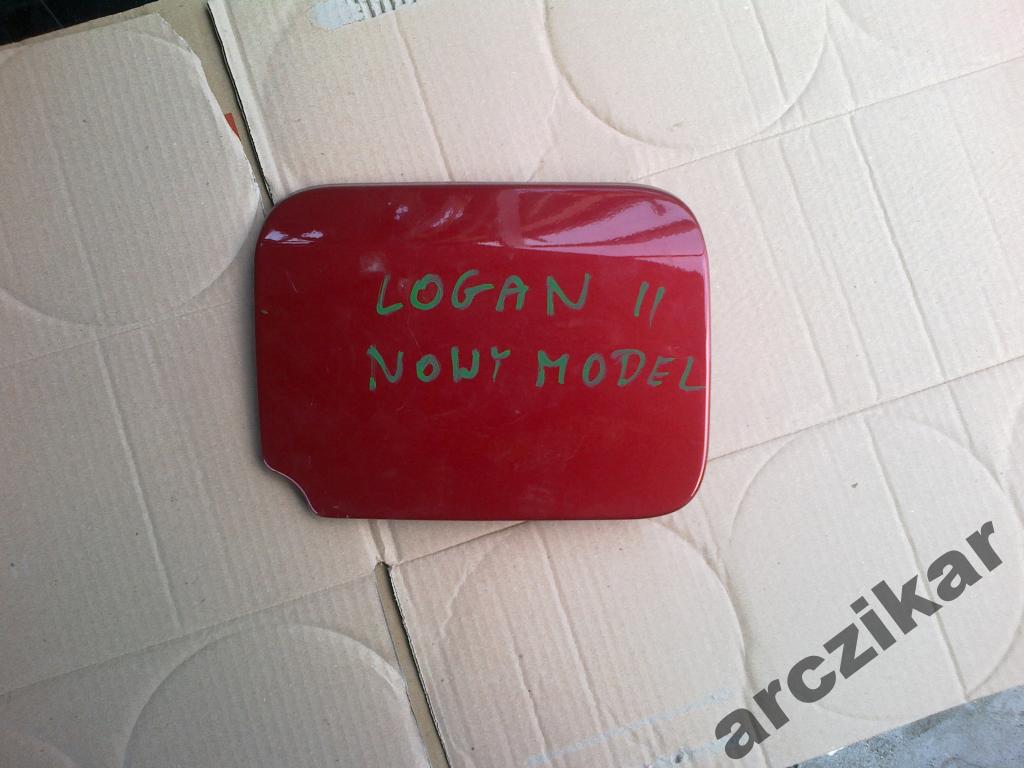 LOGAN II
NOWY MODEL
arczikar